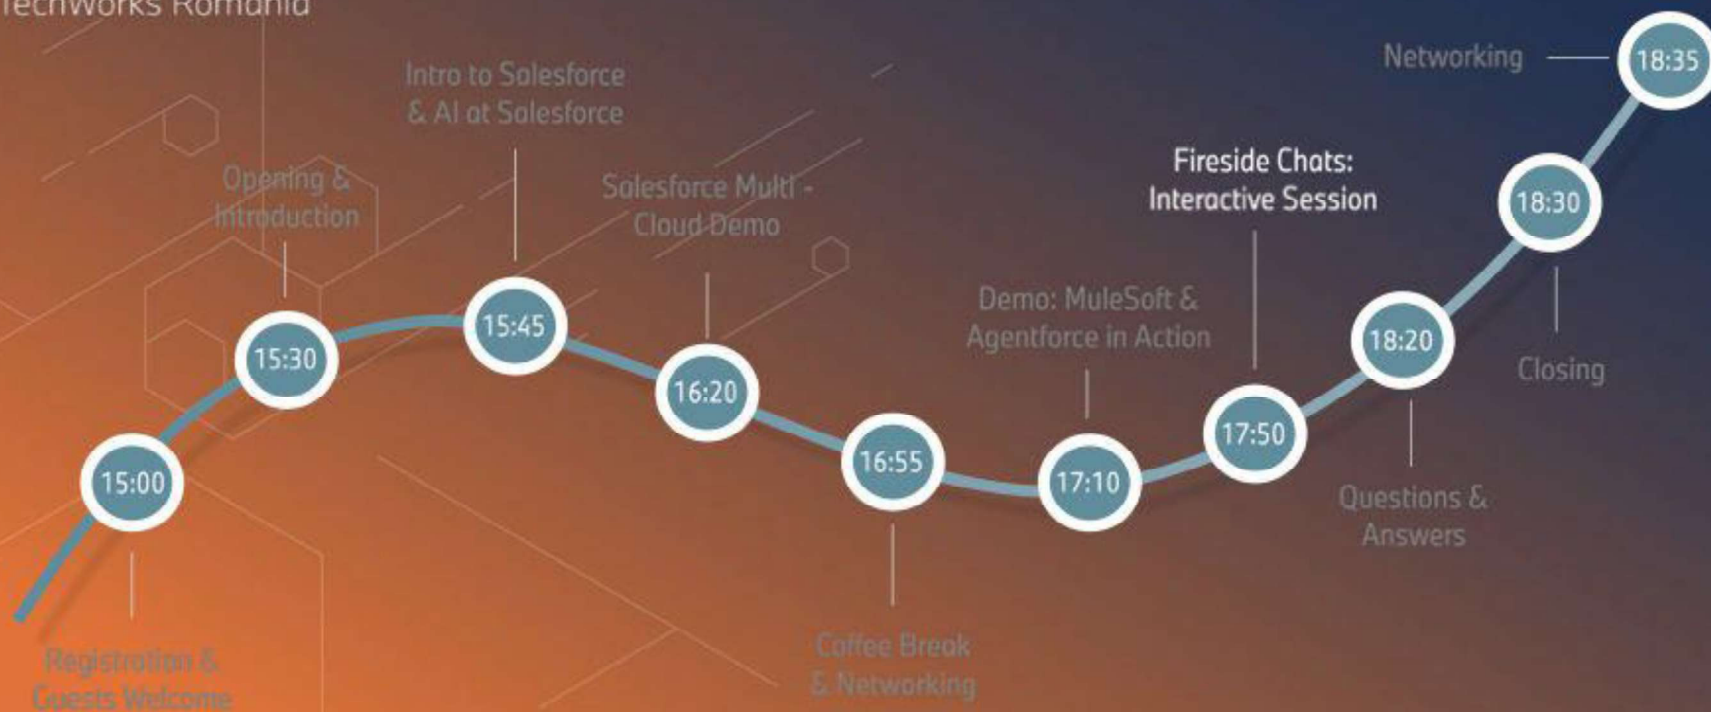 TechWorks Romania
Networking
18:35
Intro to Salesforce
& AI at Salesforce
Fireside Chats:
Interactive Session
Opening &
Introduction
Salesforce Multi -
Cloud Demo
18:30
Demo: MuleSoft &
Agentforce in Action
15:45
15:30
18:20
16:20
Closing
17:50
16:55
15:00
17:10
Questions &
Answers
Coffee Break
& Networking
Registration &
Guests Welcome